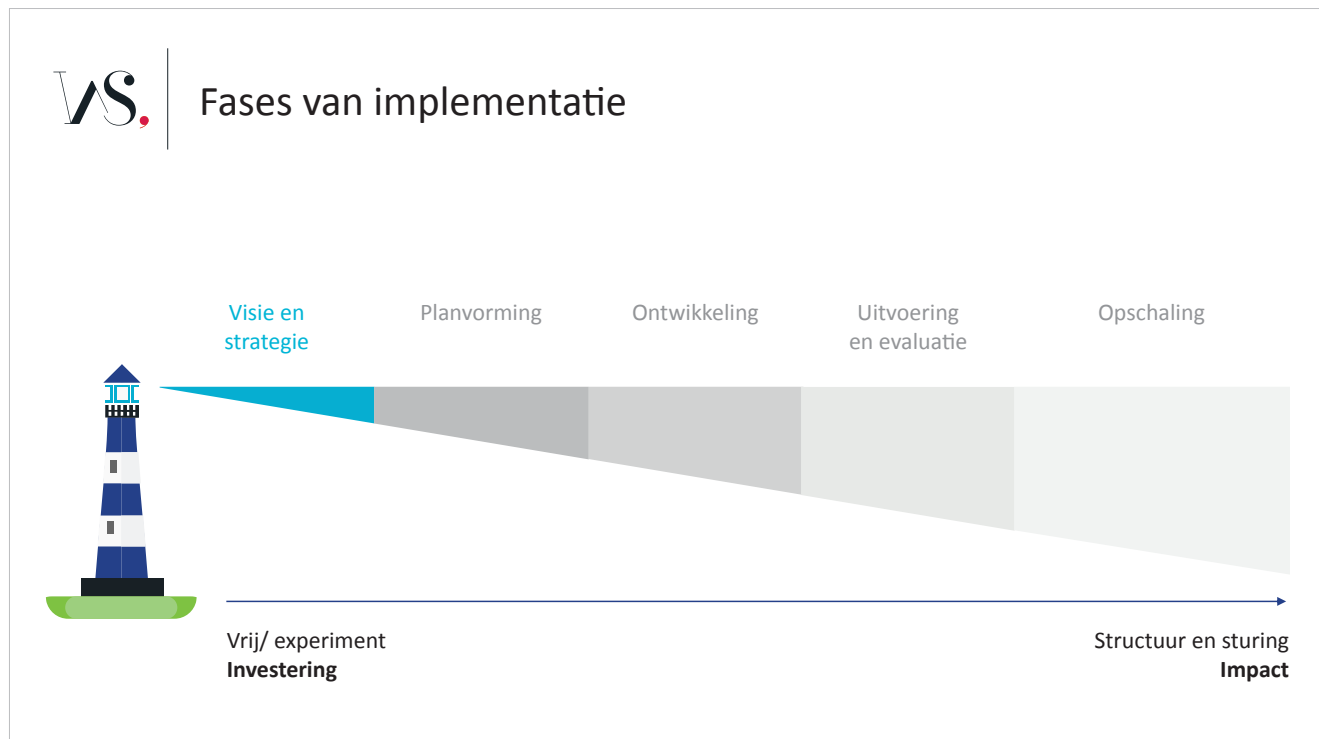 VS,
Fases van implementatie
Visie en
strategie
Planvorming
Ontwikkeling
Uitvoering
en evaluatie
Opschaling
Vrij/ experiment
Investering
Structuur en sturing
Impact